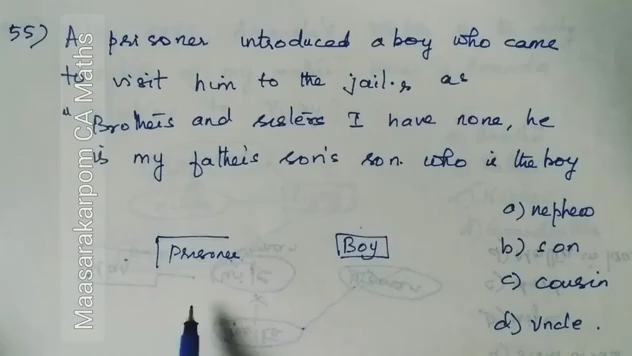 55) A prisoner introduced a boy who came
to visit him to the jailor as
"Brothers and sisters I have none, he
is my father's son's son. who is the boy
a) nephew
b) son
c) cousin
d) Uncle.
Prisoner
Boy
Maasarakarpom CA Maths